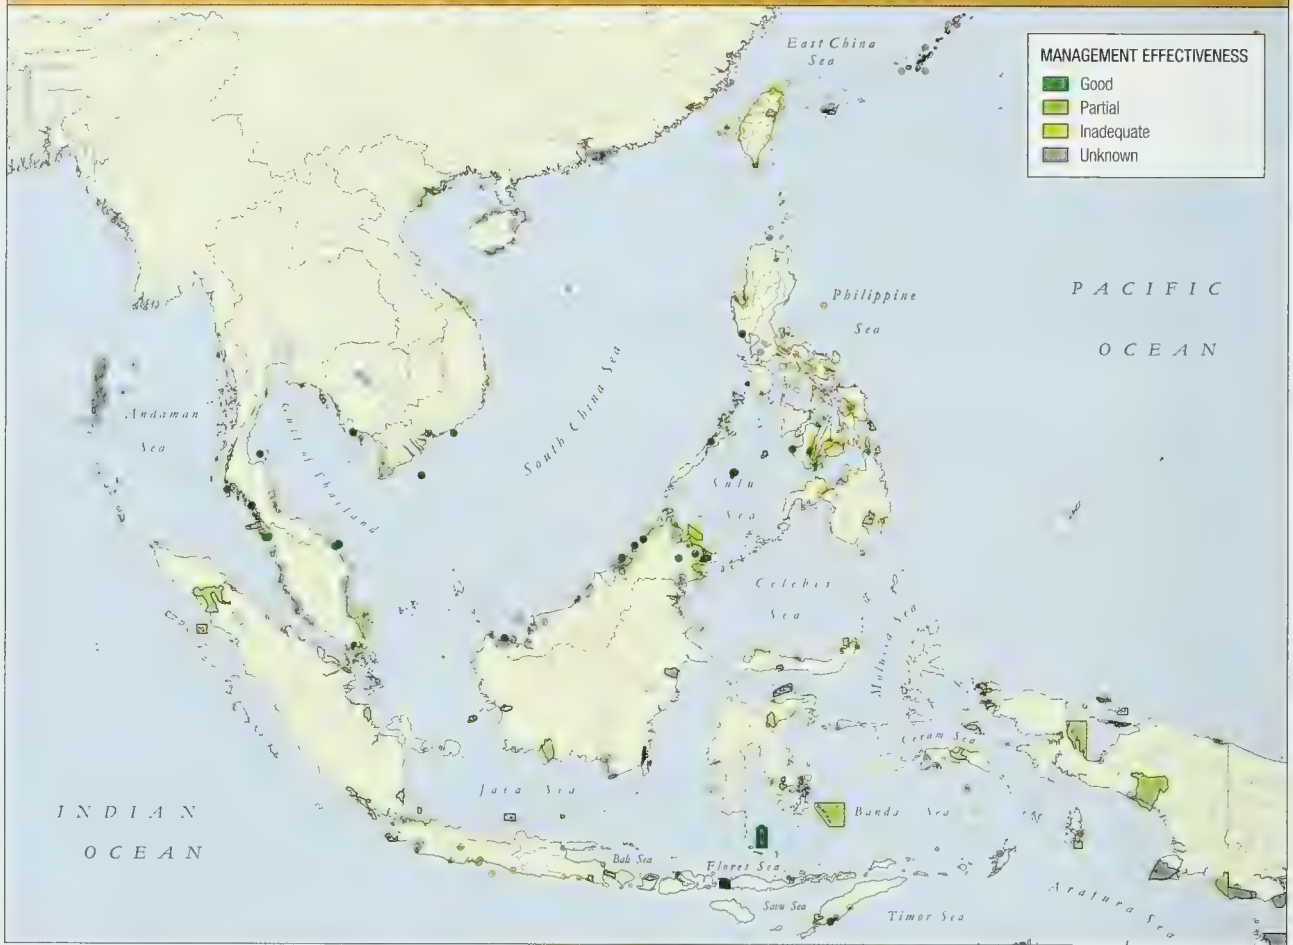 East China
Sea
MANAGEMENT EFFECTIVENESS
Good
Partial
Inadequate
Unknown
PACIFIC
OCEAN
Philippine
Sea
South China Sea
Andaman
Sea
Gulf of Thailand
Sulu
Sea
Celebes
Sea
Molucca Sea
Ceram Sea
Java Sea
Banda Sea
INDIAN
OCEAN
Bali Sea
Flores Sea
Savu Sea
Timor Sea
Arafura Sea